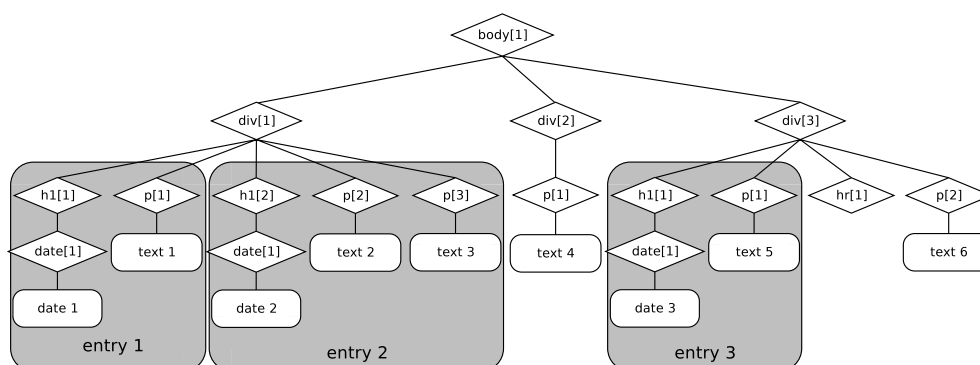 body[1]
div[1] div[2] div[3]
h1[1] p[1] h1[2] p[2] p[3] p[1] h1[1] p[1] hr[1] p[2]
date[1] text 1 date[1] text 2 text 3 text 4 date[1] text 5 text 6
date 1 date 2 date 3
entry 1 entry 2 entry 3